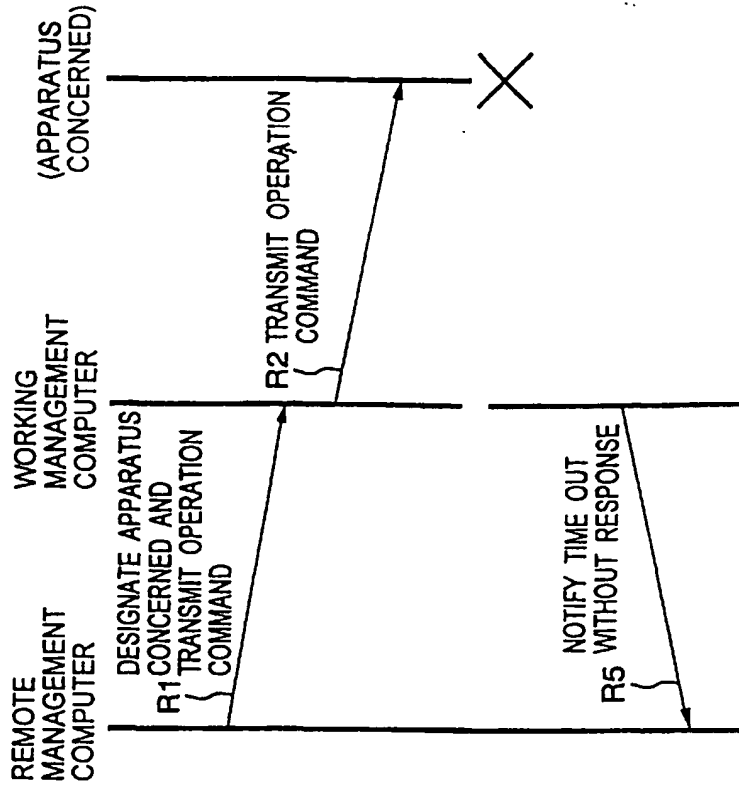 REMOTE
MANAGEMENT
COMPUTER
WORKING
MANAGEMENT
COMPUTER
(APPARATUS
CONCERNED)
DESIGNATE APPARATUS
CONCERNED AND
R1 TRANSMIT OPERATION
COMMAND
R2 TRANSMIT OPERATION
COMMAND
NOTIFY TIME OUT
WITHOUT RESPONSE
R5